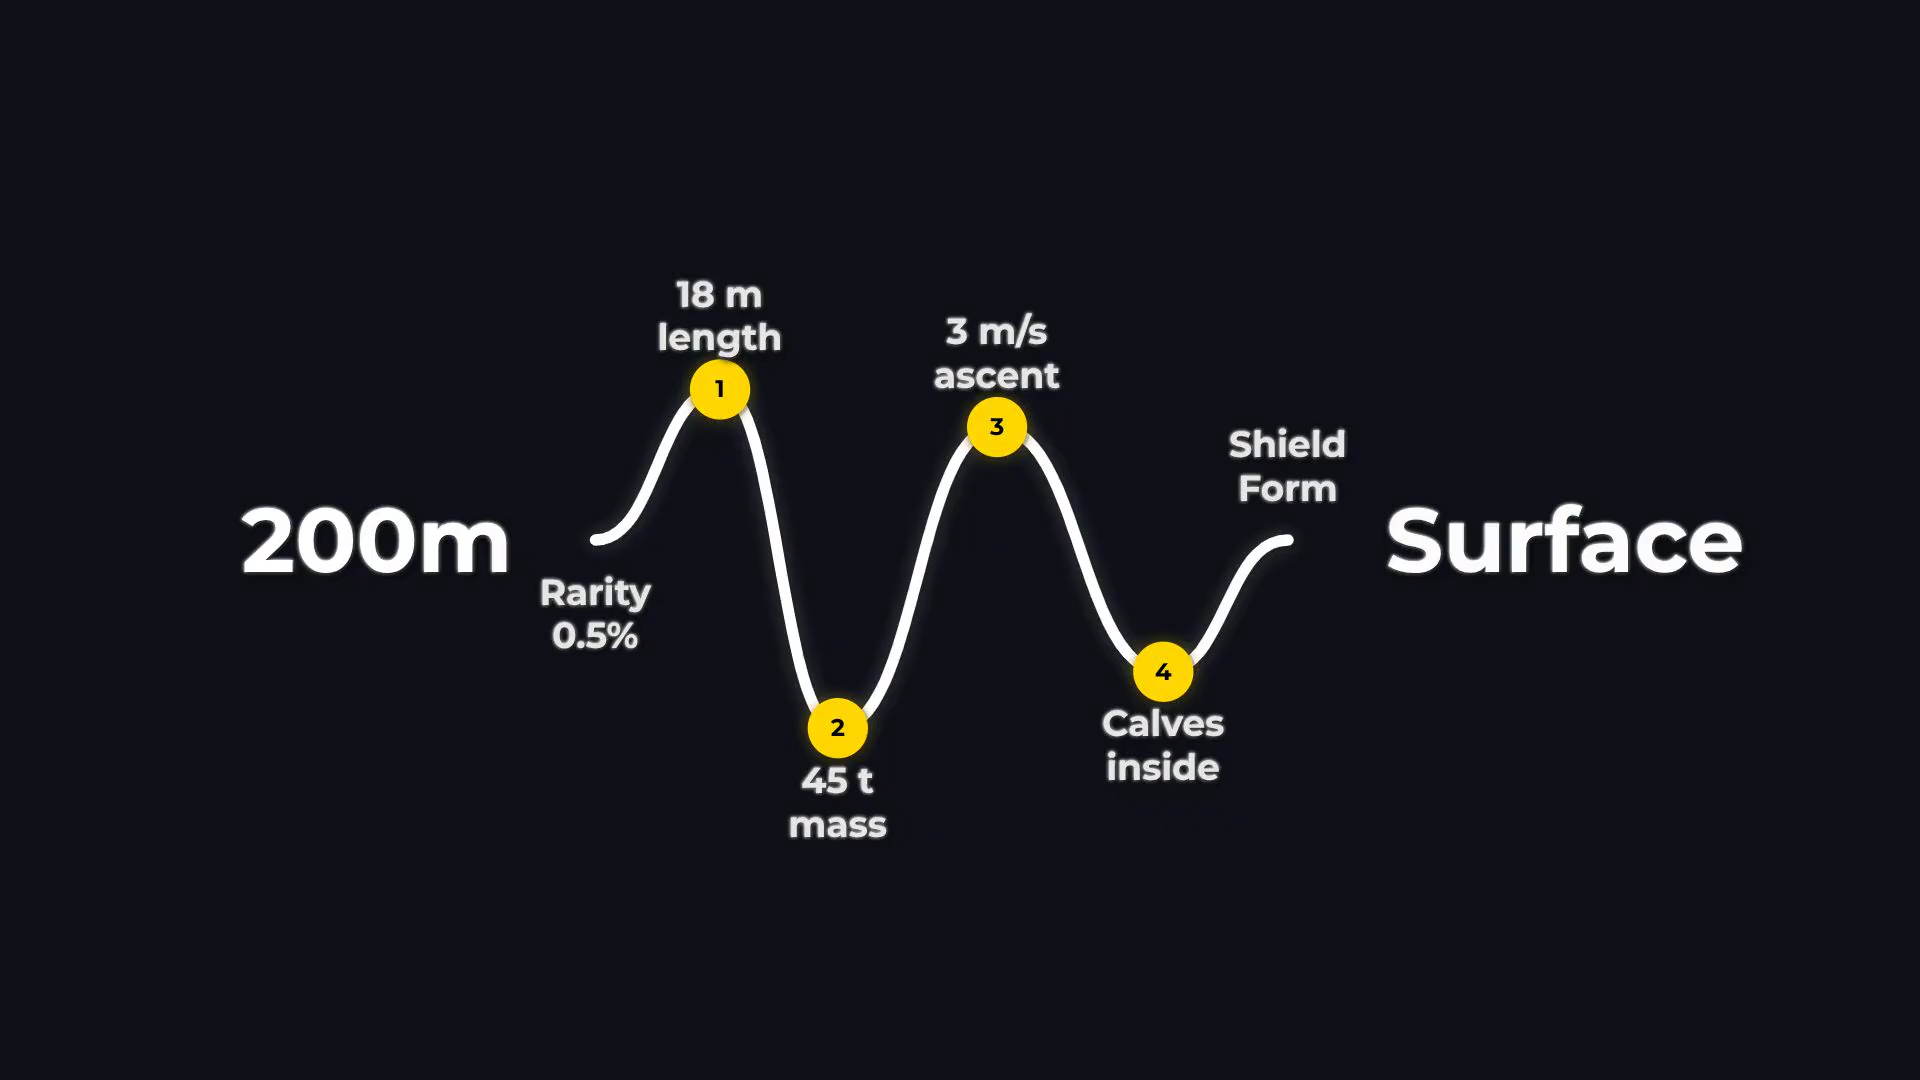 200m
Rarity
0.5%
18 m
length
1
2
45 t
mass
3 m/s
ascent
3
4
Calves
inside
Shield
Form
Surface